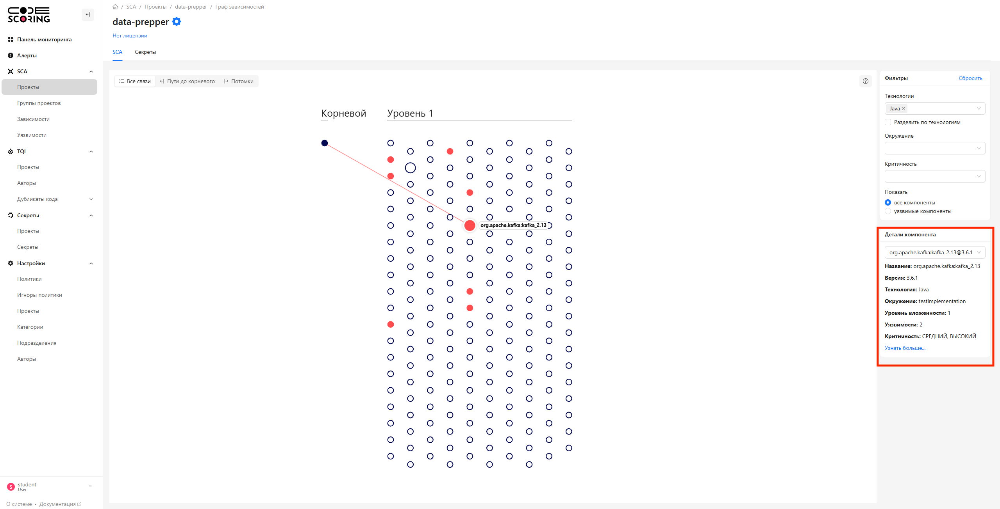 CODE
SCORING
Панель мониторинга
Алерты
SCA
Проекты
Группы проектов
Зависимости
Уязвимости
TQI
Проекты
Авторы
Дубликаты кода
Секреты
Проекты
Секреты
Настройки
Политики
Игноры политики
Проекты
Категории
Подразделения
Авторы
S
student
User
...
О системе · Документация
/ SCA / Проекты / data-prepper / Граф зависимостей
data-prepper
Нет лицензии
SCA Секреты
Все связи Пути до корневого Потомки
Корневой Уровень 1
org.apache.kafka:kafka_2.13
Фильтры Сбросить
Технологии
Java
Разделить по технологиям
Окружение
Критичность
Показать
все компоненты
уязвимые компоненты
Детали компонента
org.apache.kafka:kafka_2.13@3.6.1
Название: org.apache.kafka:kafka_2.13
Версия: 3.6.1
Технология: Java
Окружение: testImplementation
Уровень вложенности: 1
Уязвимости: 2
Критичность: СРЕДНИЙ, ВЫСОКИЙ
Узнать больше...